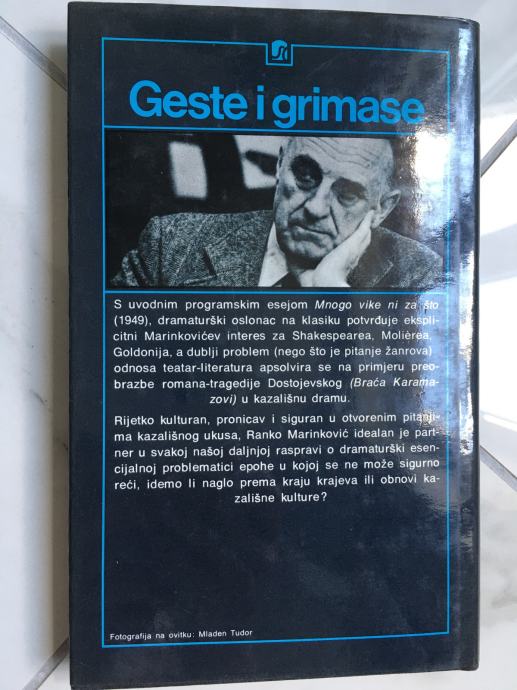 Geste i grimase
S uvodnim programskim esejom Mnogo vike ni za što
(1949), dramaturški oslonac na klasiku potvrđuje ekspli-
citni Marinkovićev interes za Shakespearea, Molièrea,
Goldonija, a dublji problem (nego što je pitanje žanrova)
odnosa teatar-literatura apsolvira se na primjeru preo-
brazbe romana-tragedije Dostojevskog (Braća Karama-
zovi) u kazališnu dramu.
Rijetko kulturan, pronicav i siguran u otvorenim pitanji-
ma kazališnog ukusa, Ranko Marinković idealan je part-
ner u svakoj našoj daljnjoj raspravi o dramaturški esen-
cijalnoj problematici epohe u kojoj se ne može sigurno
reći, idemo li naglo prema kraju krajeva ili obnovi ka-
zališne kulture?
Fotografija na ovitku: Mladen Tudor